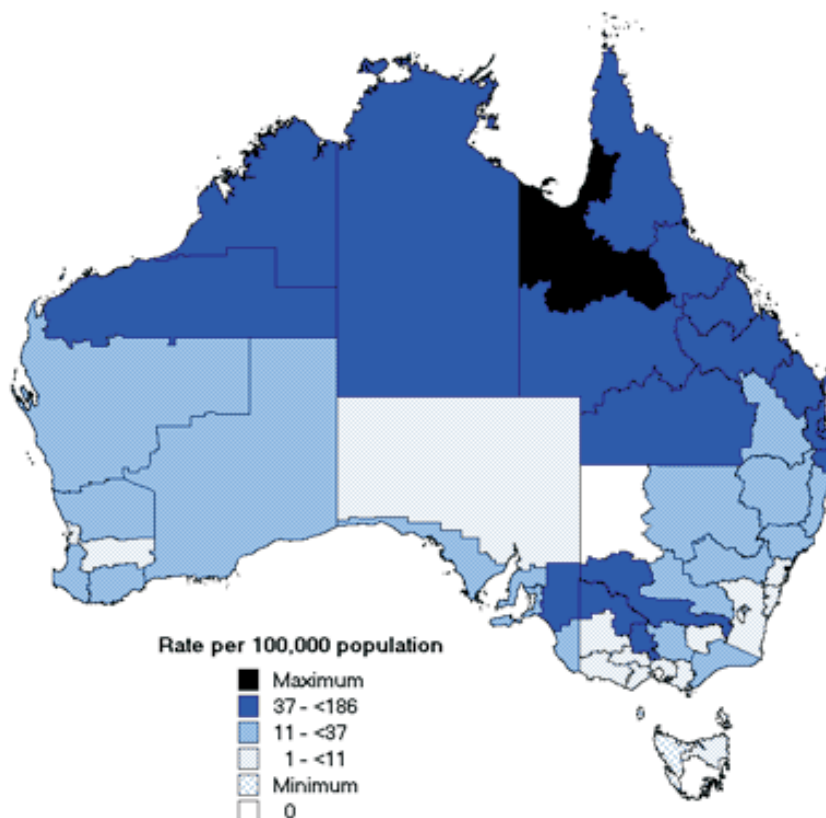 Rate per 100,000 population
Maximum
37 - <186
11 - <37
1 - <11
Minimum
0